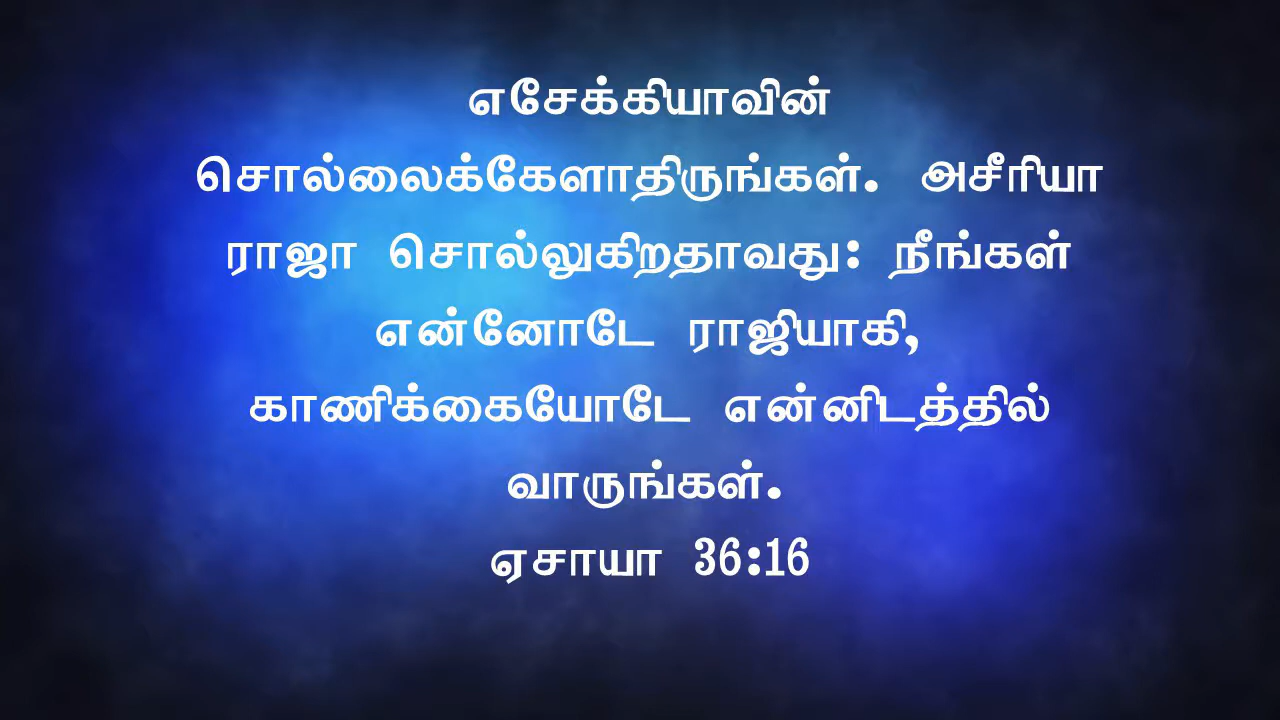 எசேக்கியாவின்
சொல்லைக்கேளாதிருங்கள். அசீரியா
ராஜா சொல்லுகிறதாவது: நீங்கள்
என்னோடே ராஜியாகி,
காணிக்கையோடே என்னிடத்தில்
வாருங்கள்.
ஏசாயா 36:16